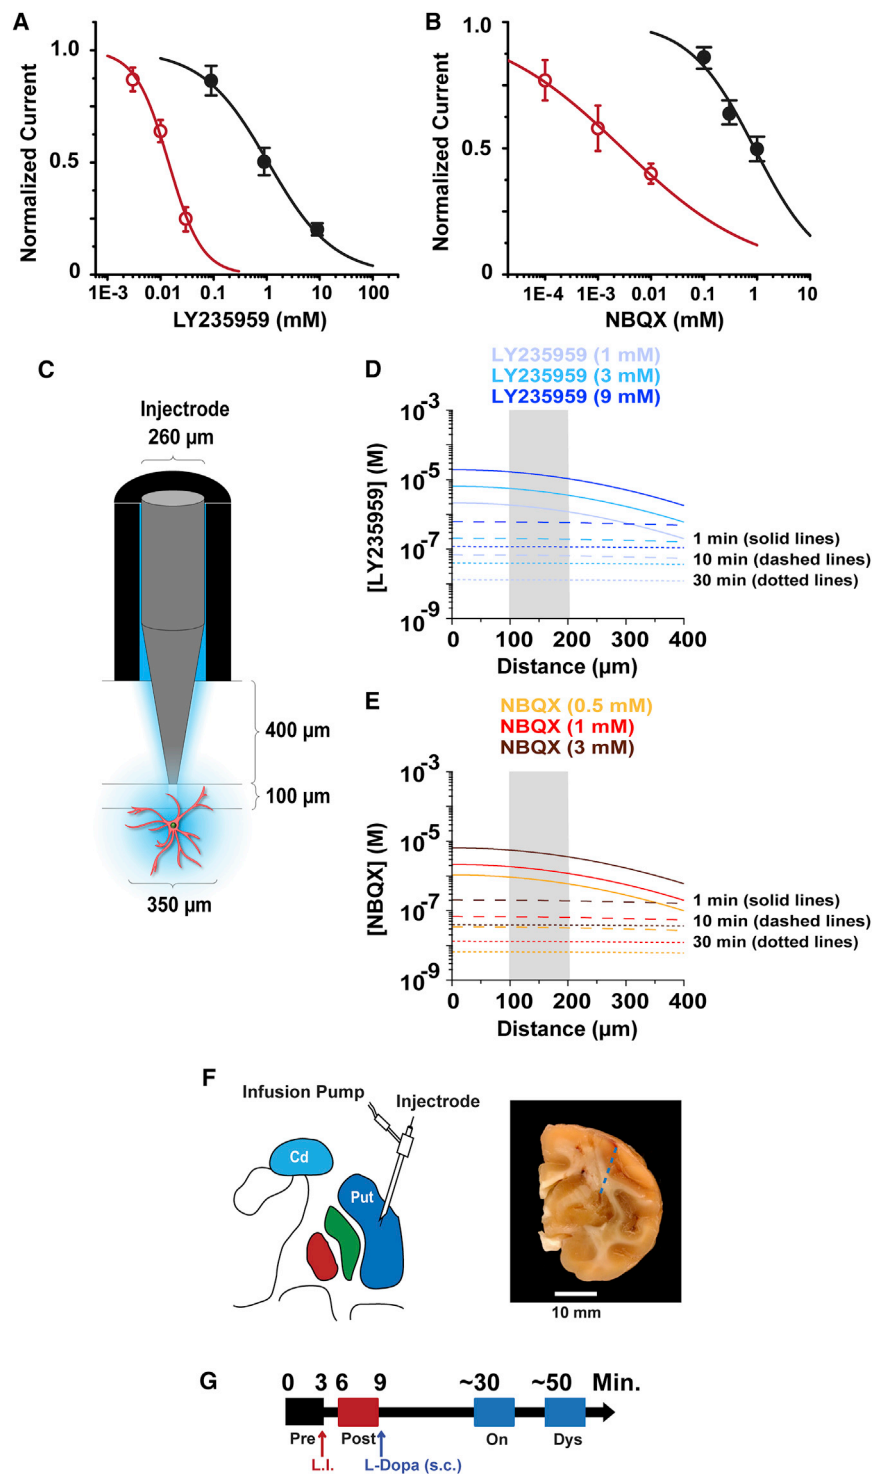 A
Normalized Current
1.0
0.5
0
1E-3 0.01 0.1 1 10 100
LY235959 (mM)
B
Normalized Current
1.0
0.5
0
1E-4 1E-3 0.01 0.1 1 10
NBQX (mM)
C
Injectrode
260 µm
400 µm
100 µm
350 µm
D
LY235959 (1 mM)
LY235959 (3 mM)
LY235959 (9 mM)
[LY235959] (M)
10-3
10-5
10-7
10-9
0 100 200 300 400
Distance (µm)
1 min (solid lines)
10 min (dashed lines)
30 min (dotted lines)
E
NBQX (0.5 mM)
NBQX (1 mM)
NBQX (3 mM)
[NBQX] (M)
10-3
10-5
10-7
10-9
0 100 200 300 400
Distance (µm)
1 min (solid lines)
10 min (dashed lines)
30 min (dotted lines)
F
Infusion Pump
Injectrode
Cd
Put
10 mm
G
0 3 6 9 ~30 ~50 Min.
Pre Post On Dys
L.I. L-Dopa (s.c.)